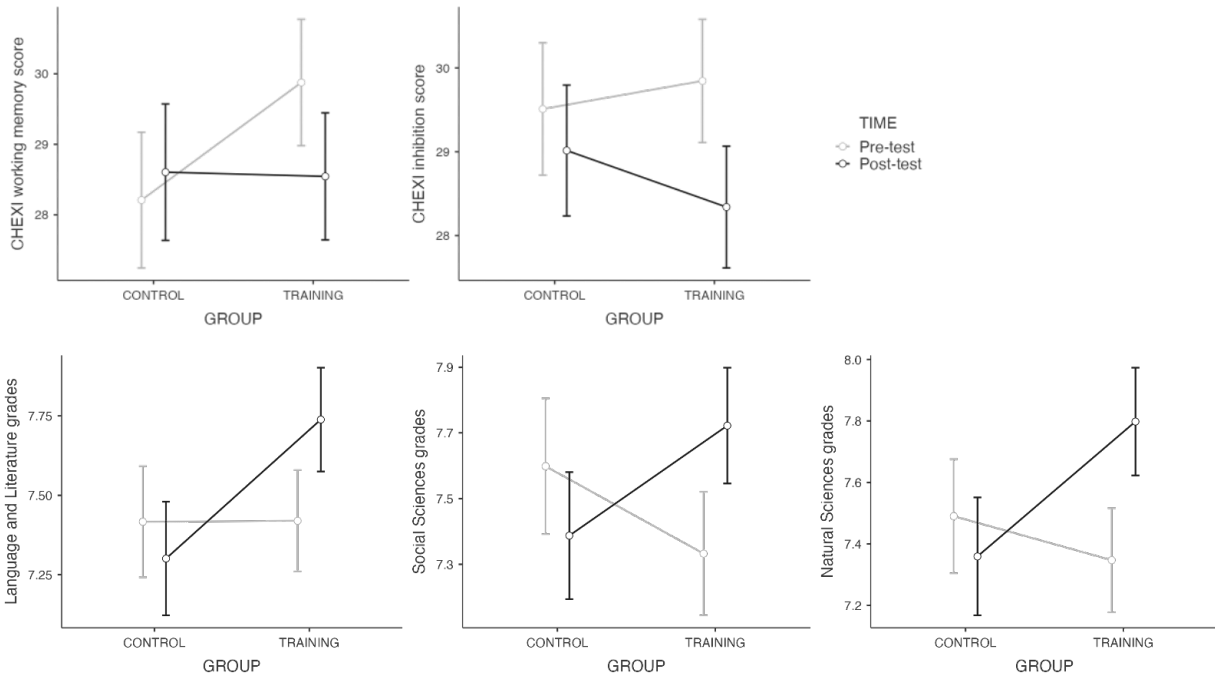 CHEXI working memory score
30
29
28
CONTROL
TRAINING
GROUP
CHEXI inhibition score
30
29
28
CONTROL
TRAINING
GROUP
TIME
Pre-test
Post-test
Language and Literature grades
7.75
7.50
7.25
CONTROL
TRAINING
GROUP
Social Sciences grades
7.9
7.7
7.5
7.3
CONTROL
TRAINING
GROUP
Natural Sciences grades
8.0
7.8
7.6
7.4
7.2
CONTROL
TRAINING
GROUP